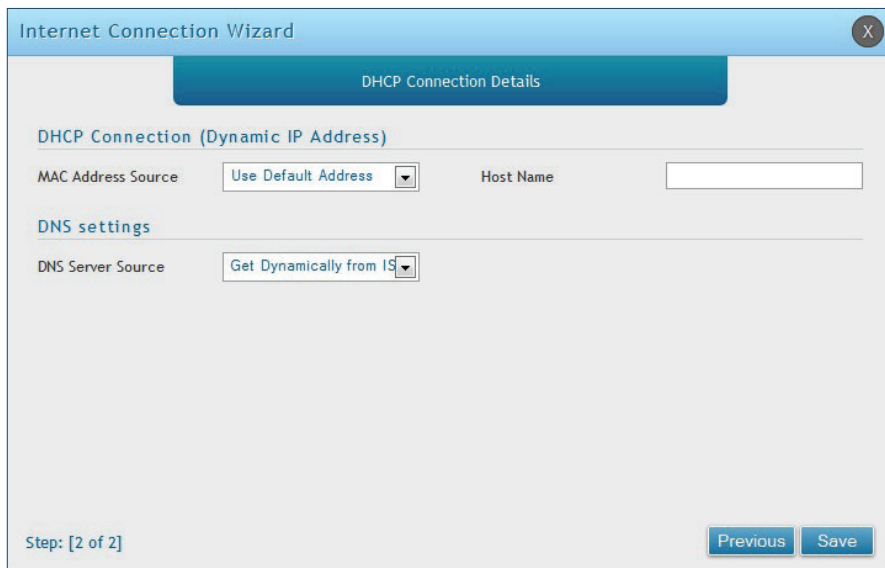 Internet Connection Wizard
X
DHCP Connection Details
DHCP Connection (Dynamic IP Address)
MAC Address Source Use Default Address Host Name
DNS settings
DNS Server Source Get Dynamically from IS
Step: [2 of 2] Previous Save